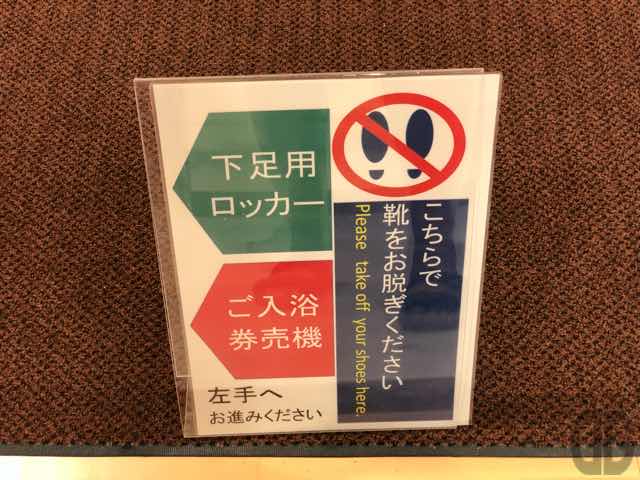 こちらで
靴をお脱ぎください
Please take off your shoes here.
下足用
ロッカー
ご入浴
券売機
左手へ
お進みください